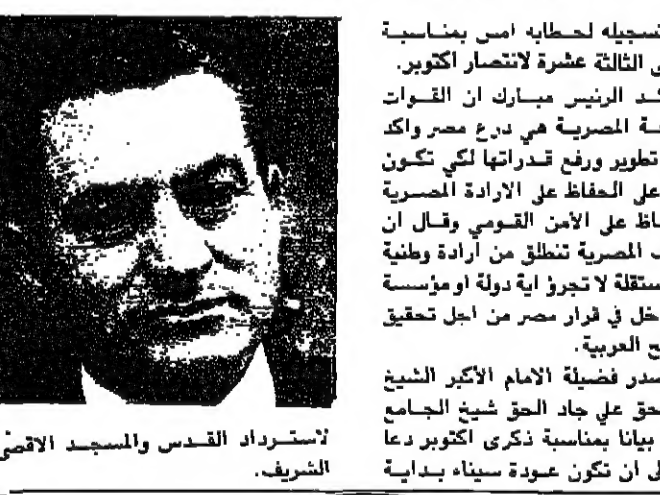 تسجيله لخطابه امس بمناسبة
الثالثة عشرة لانتصار اكتوبر.
الرئيس مبارك ان القوات
المصرية هي درع مصر واكد
تطوير ورفع قدراتها لكي تكون
على الحفاظ على الارادة المصرية
على الأمن القومي وقال ان
المصرية تنطلق من ارادة وطنية
لا تجرؤ اية دولة او مؤسسة
في قرار مصر من اجل تحقيق
العربية.
فضيلة الامام الأكبر الشيخ
علي جاد الحق شيخ الجامع
بيانا بمناسبة ذكرى اكتوبر دعا
ان تكون عودة سيناء بداية
لاسترداد القدس والمسجد الاقصى
الشريف.